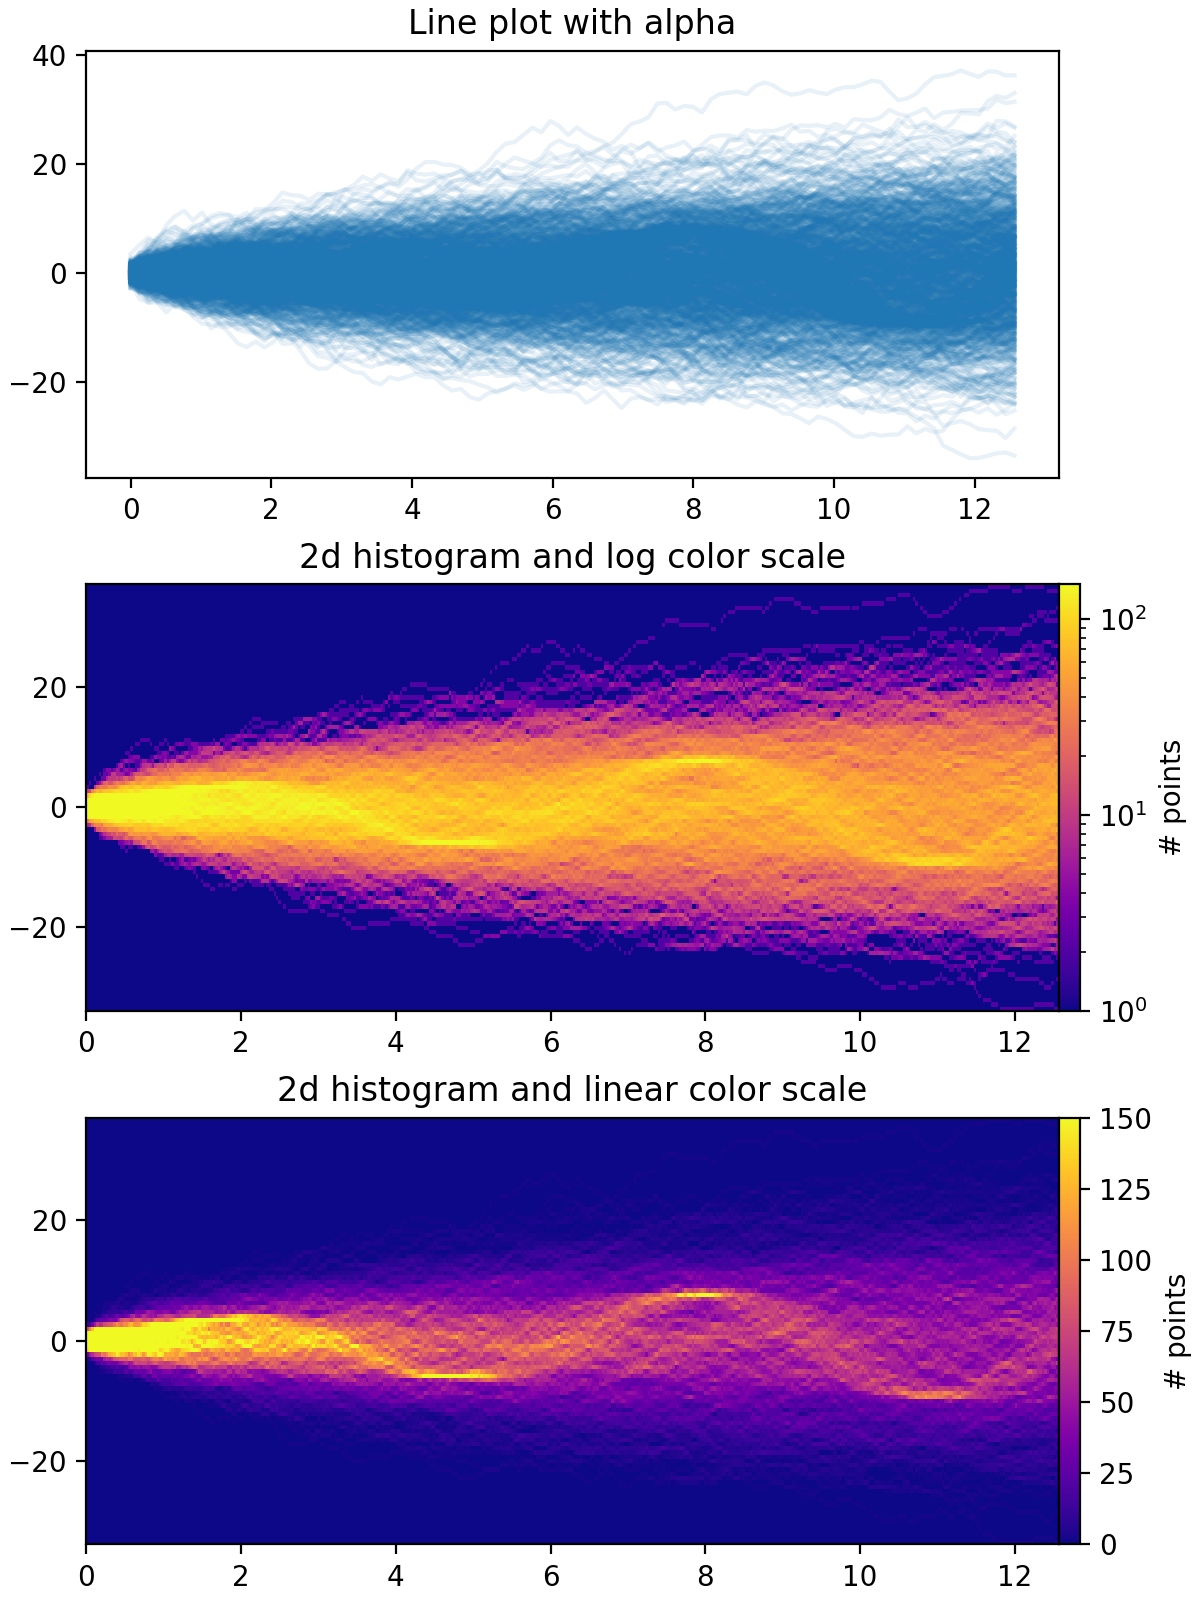 Line plot with alpha
40
20
0
−20
0 2 4 6 8 10 12
2d histogram and log color scale
20
0
−20
0 2 4 6 8 10 12
10²
10¹
10⁰
# points
2d histogram and linear color scale
20
0
−20
0 2 4 6 8 10 12
150
125
100
75
50
25
0
# points